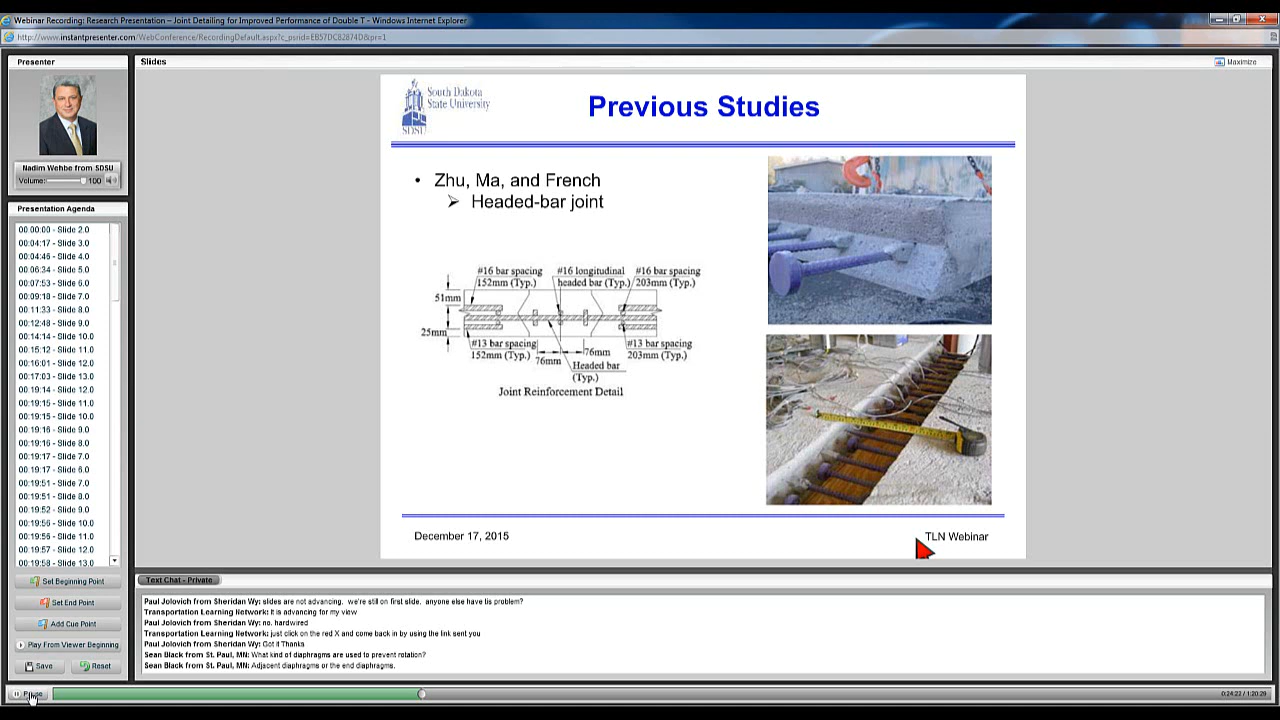 Webinar Recording: Research Presentation – Joint Detailing for Improved Performance of Double T - Windows Internet Explorer
http://www.instantpresenter.com/WebConference/RecordingDefault.aspx?c_psrid=EB57DC82874D&pr=1
Presenter
Nadim Wehbe from SDSU
Volume: 100
Presentation Agenda
00:00:00 - Slide 2.0
00:04:17 - Slide 3.0
00:04:46 - Slide 4.0
00:06:34 - Slide 5.0
00:07:53 - Slide 6.0
00:09:18 - Slide 7.0
00:11:33 - Slide 8.0
00:12:48 - Slide 9.0
00:14:14 - Slide 10.0
00:15:12 - Slide 11.0
00:16:01 - Slide 12.0
00:17:03 - Slide 13.0
00:19:14 - Slide 12.0
00:19:15 - Slide 11.0
00:19:15 - Slide 10.0
00:19:16 - Slide 9.0
00:19:16 - Slide 8.0
00:19:17 - Slide 7.0
00:19:17 - Slide 6.0
00:19:51 - Slide 7.0
00:19:51 - Slide 8.0
00:19:52 - Slide 9.0
00:19:56 - Slide 10.0
00:19:56 - Slide 11.0
00:19:57 - Slide 12.0
00:19:58 - Slide 13.0
Set Beginning Point
Set End Point
Add Cue Point
Play From Viewer Beginning
Save Reset
Slides
Maximize
South Dakota
State University
SDSU
Previous Studies
• Zhu, Ma, and French
➢ Headed-bar joint
#16 bar spacing #16 longitudinal #16 bar spacing
152mm (Typ.) headed bar (Typ.) 203mm (Typ.)
51mm
25mm
#13 bar spacing #13 bar spacing
152mm (Typ.) 76mm 76mm 203mm (Typ.)
Headed bar
(Typ.)
Joint Reinforcement Detail
December 17, 2015
TLN Webinar
Text Chat - Private
Paul Jolovich from Sheridan Wy: slides are not advancing. we're still on first slide. anyone else have tis problem?
Transportation Learning Network: It is advancing for my view
Paul Jolovich from Sheridan Wy: no. hardwired
Transportation Learning Network: just click on the red X and come back in by using the link sent you
Paul Jolovich from Sheridan Wy: Got it Thanks
Sean Black from St. Paul, MN: What kind of diaphragms are used to prevent rotation?
Sean Black from St. Paul, MN: Adjacent diaphragms or the end diaphragms.
Pause
0:24:22 / 1:20:29